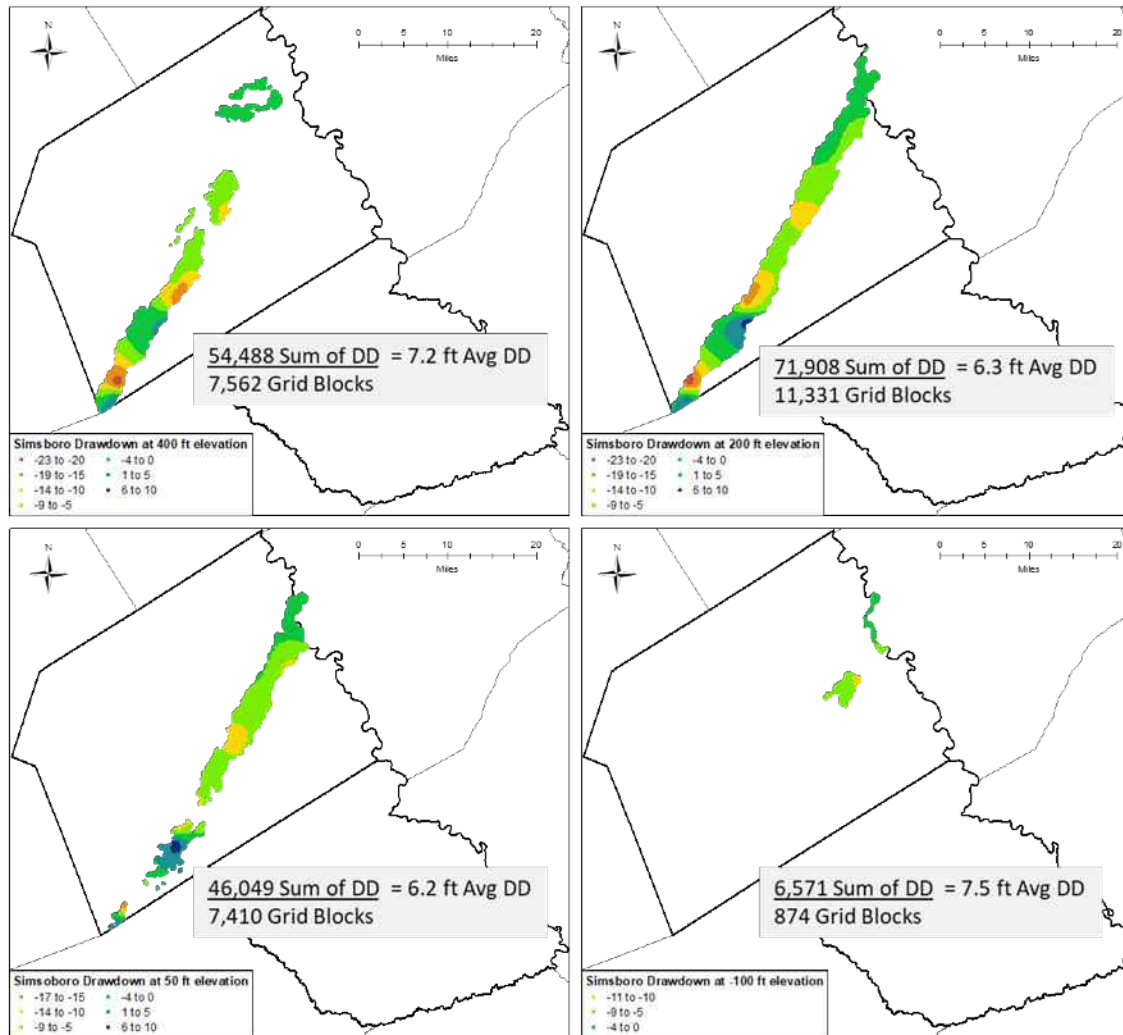 N
0 5 10 20
Miles
54,488 Sum of DD = 7.2 ft Avg DD
7,562 Grid Blocks
Simsboro Drawdown at 400 ft elevation
-23 to -20 -4 to 0
-19 to -15 1 to 5
-14 to -10 6 to 10
-9 to -5
N
0 5 10 20
Miles
71,908 Sum of DD = 6.3 ft Avg DD
11,331 Grid Blocks
Simsboro Drawdown at 200 ft elevation
-23 to -20 -4 to 0
-19 to -15 1 to 5
-14 to -10 6 to 10
-9 to -5
N
0 5 10 20
Miles
46,049 Sum of DD = 6.2 ft Avg DD
7,410 Grid Blocks
Simsoboro Drawdown at 50 ft elevation
-17 to -15 -4 to 0
-14 to -10 1 to 5
-9 to -5 6 to 10
N
0 5 10 20
Miles
6,571 Sum of DD = 7.5 ft Avg DD
874 Grid Blocks
Simsboro Drawdown at -100 ft elevation
-11 to -10
-9 to -5
-4 to 0